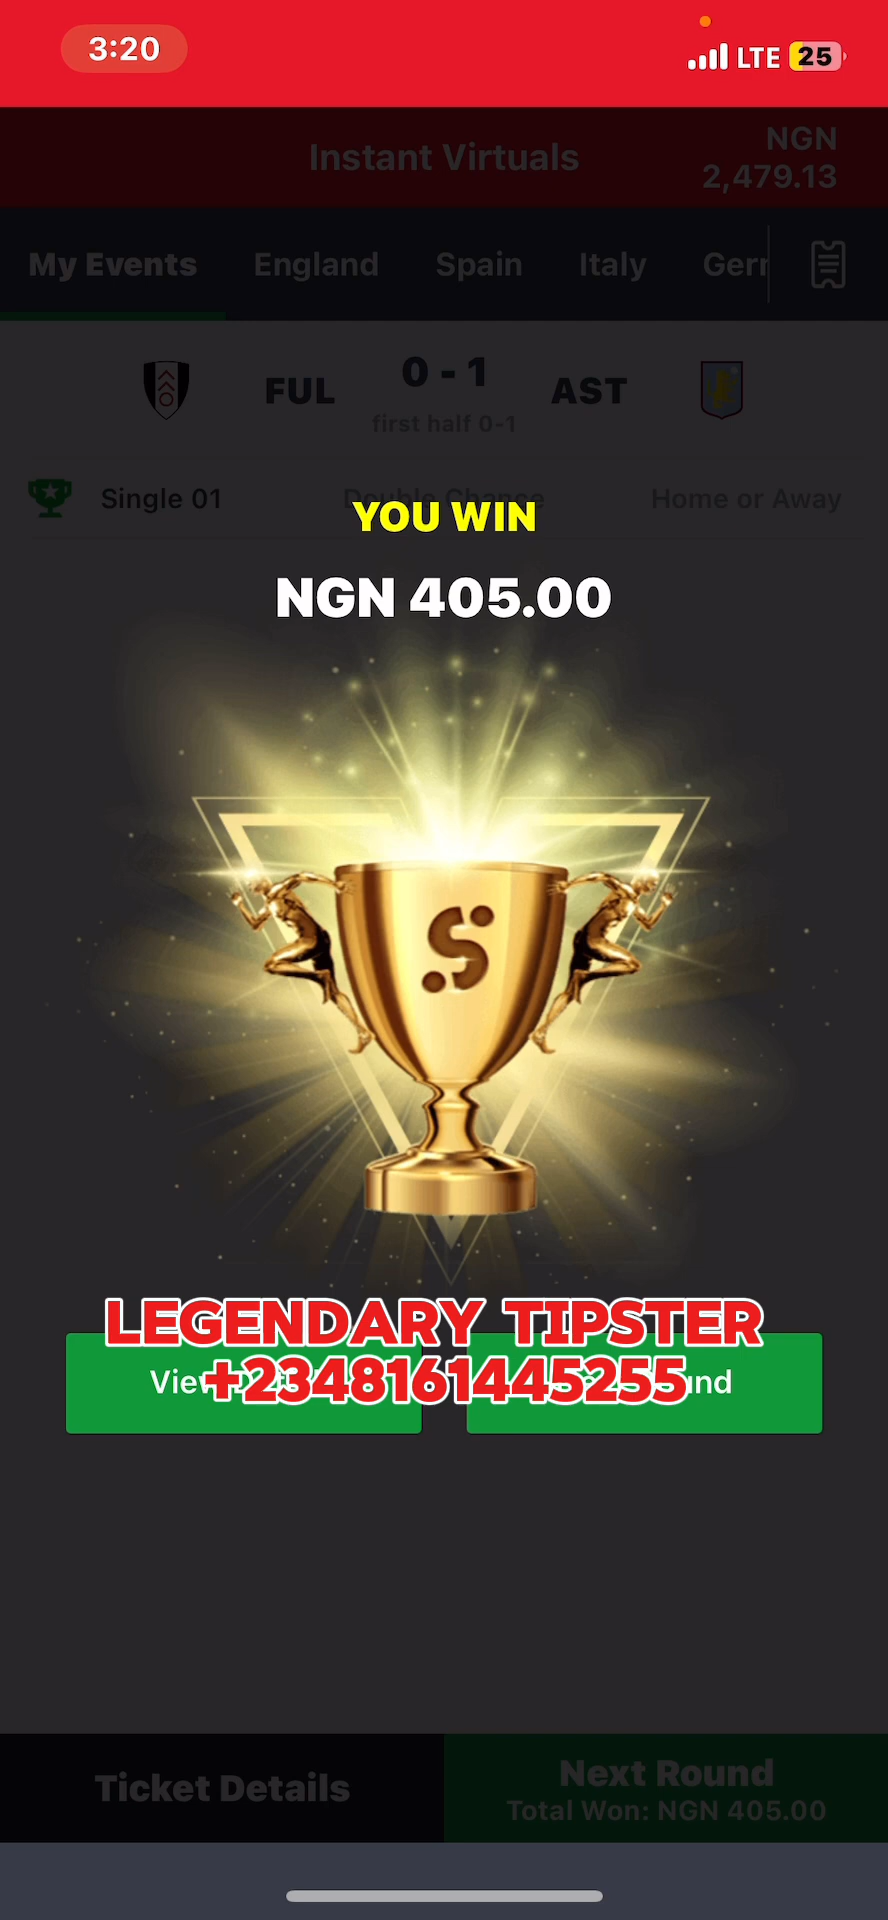 3:20
LTE 25
Instant Virtuals
NGN
2,479.13
My Events England Spain Italy
FUL 0 - 1 AST
first half 0-1
Single 01 Double Chance Home or Away
YOU WIN
NGN 405.00
S
LEGENDARY TIPSTER
+2348161445255
Ticket Details
Next Round
Total Won: NGN 405.00